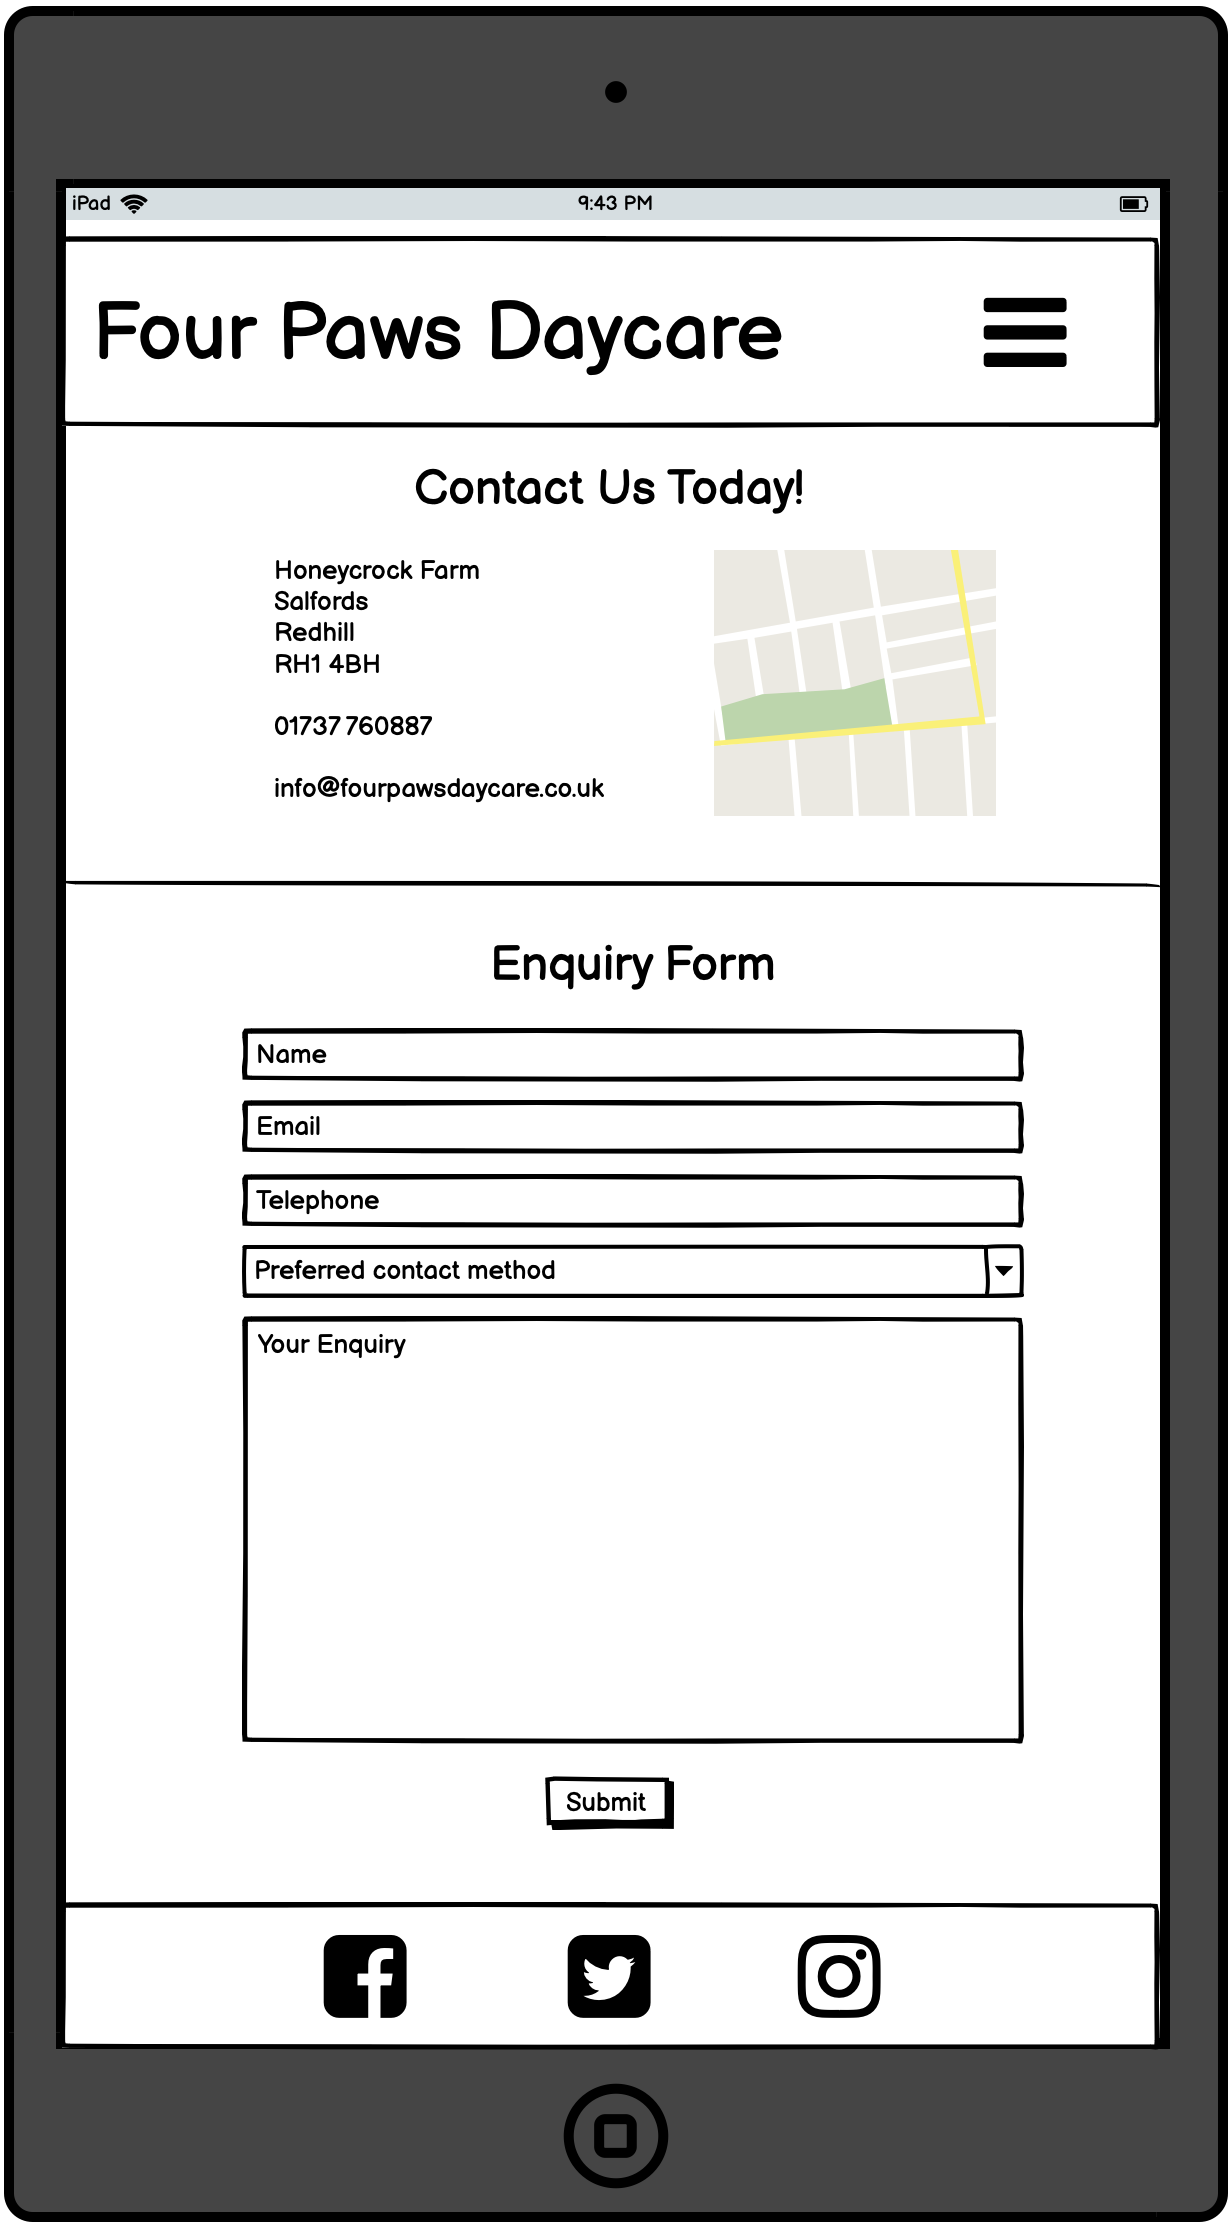 iPad
9:43 PM
Four Paws Daycare
Contact Us Today!
Honeycrock Farm
Salfords
Redhill
RH1 4BH
01737 760887
info@fourpawsdaycare.co.uk
Enquiry Form
Name
Email
Telephone
Preferred contact method
Your Enquiry
Submit